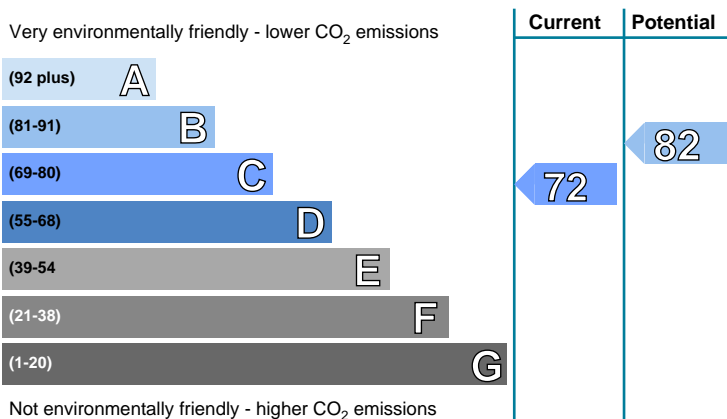 Current Potential
Very environmentally friendly - lower CO2 emissions
(92 plus) A
(81-91) B
82
(69-80) C
72
(55-68) D
(39-54 E
(21-38) F
(1-20) G
Not environmentally friendly - higher CO2 emissions